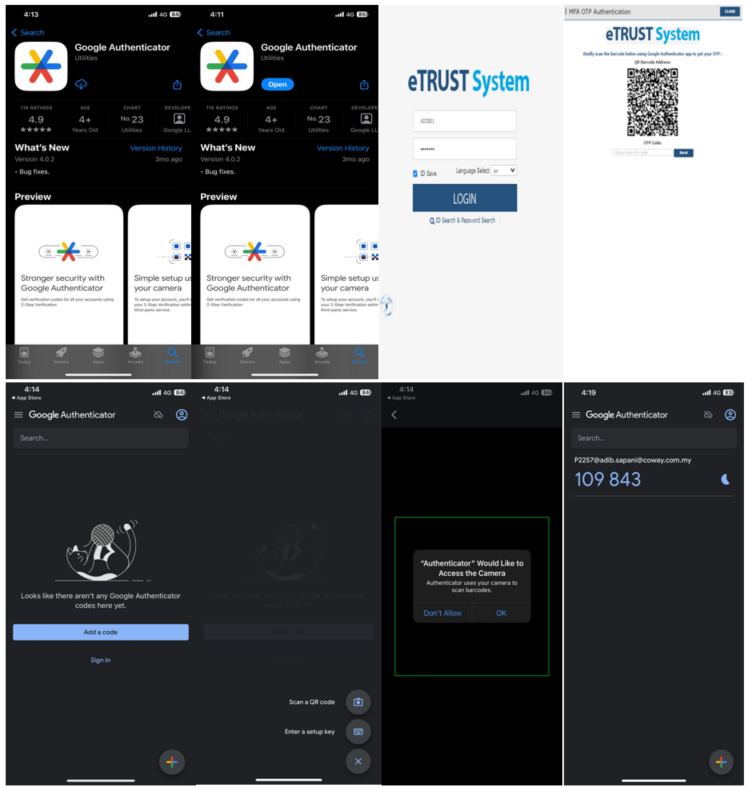 4:13
4G 84
Search
Google Authenticator
Utilities
11K RATINGS
4.9
AGE
4+
Years Old
CHART
No. 23
Utilities
DEVELOPE
Google LL
What's New
Version History
Version 4.0.2
3mo ago
• Bug fixes.
Preview
Stronger security with
Google Authenticator
Get verification codes for all your accounts using
2-Step Verification
Simple setup us
your camera
To setup your account, you'll
your 2-Step Verification settin
third party service
Today
Games
Apps
Arcade
Search
4:11
4G 85
Search
Google Authenticator
Utilities
Open
11K RATINGS
4.9
AGE
4+
Years Old
CHART
No. 23
Utilities
DEVELOPE
Google LL
What's New
Version History
Version 4.0.2
3mo ago
• Bug fixes.
Preview
Stronger security with
Google Authenticator
Get verification codes for all your accounts using
2-Step Verification
Simple setup us
your camera
To setup your account, you'll
your 2-Step Verification settin
third party service
Today
Games
Apps
Arcade
Search
eTRUST System
ID Save
Language Select en
LOGIN
ID Search & Password Search
MFA OTP Authentication
CLOSE
eTRUST System
Kindly scan the barcode below using Google Authenticator app to get your OTP :
QR Barcode Address
OTP Code:
Please enter the code
Send
4:14
4G 84
App Store
Google Authenticator
Search...
Looks like there aren't any Google Authenticator
codes here yet.
Add a code
Sign in
4:14
4G 84
App Store
Google Authenticator
Scan a QR code
Enter a setup key
4:14
4G 84
App Store
"Authenticator" Would Like to
Access the Camera
Authenticator uses your camera to
scan barcodes.
Don't Allow
OK
4:19
4G 83
Google Authenticator
Search...
P2257@adib.sapani@coway.com.my
109 843